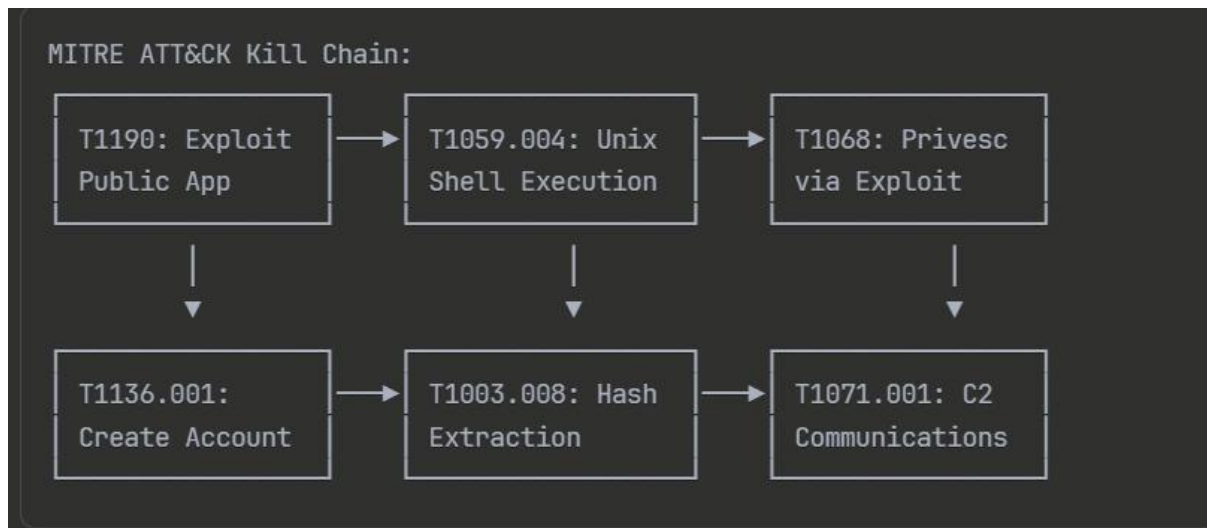 MITRE ATT&CK Kill Chain:
T1190: Exploit
Public App
T1059.004: Unix
Shell Execution
T1068: Privesc
via Exploit
T1136.001:
Create Account
T1003.008: Hash
Extraction
T1071.001: C2
Communications